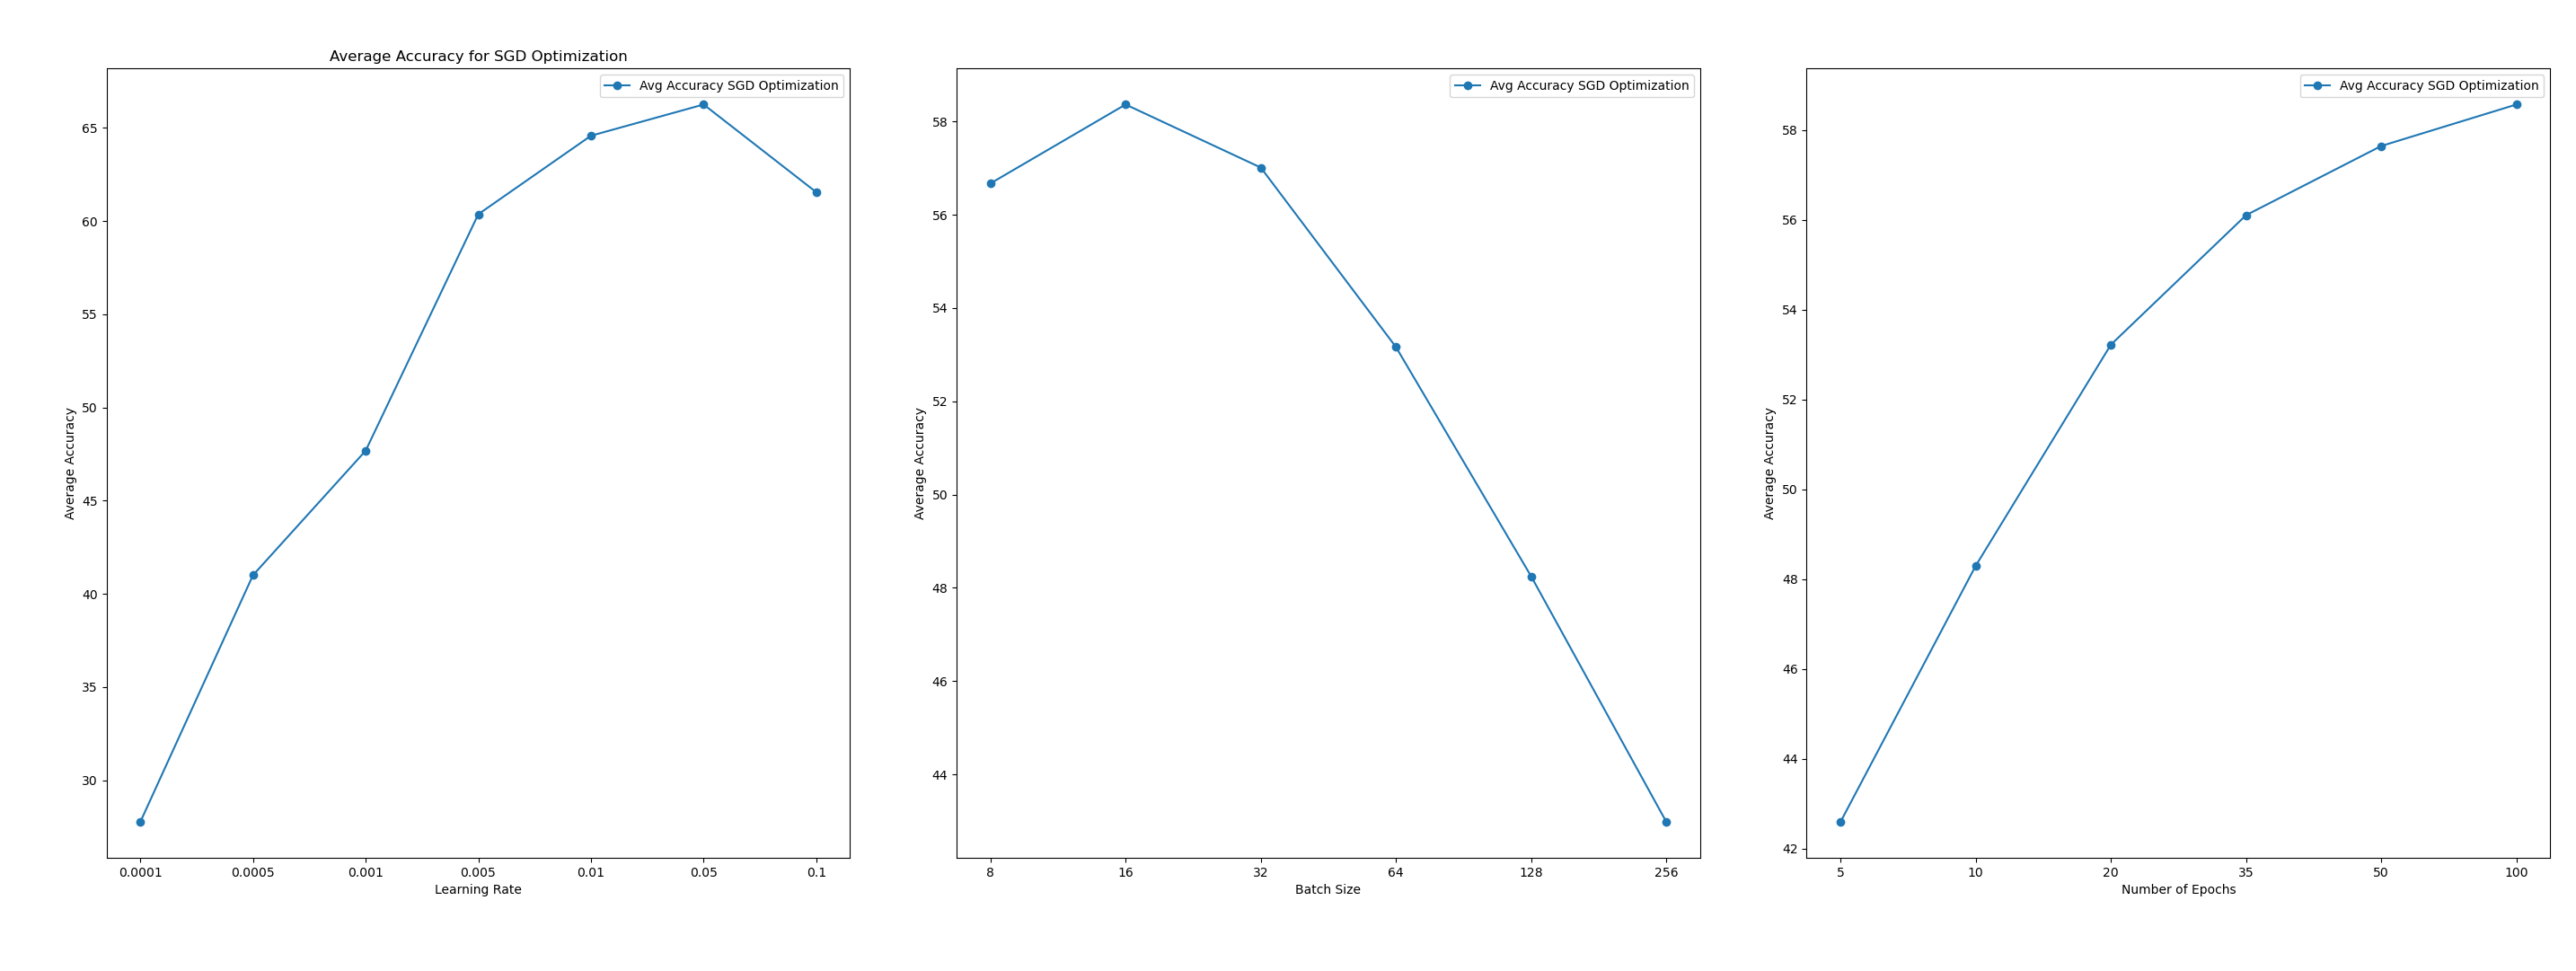 Average Accuracy for SGD Optimization
Avg Accuracy SGD Optimization
65
60
55
50
45
40
35
30
Average Accuracy
0.0001 0.0005 0.001 0.005 0.01 0.05 0.1
Learning Rate
Avg Accuracy SGD Optimization
58
56
54
52
50
48
46
44
Average Accuracy
8 16 32 64 128 256
Batch Size
Avg Accuracy SGD Optimization
58
56
54
52
50
48
46
44
42
Average Accuracy
5 10 20 35 50 100
Number of Epochs